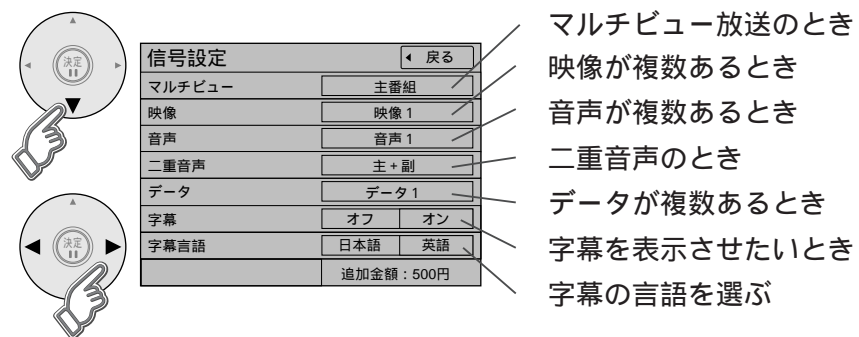 決定
信号設定
戻る
マルチビュー 主番組
映像 映像 1
音声 音声 1
二重音声 主 + 副
データ データ 1
字幕 オフ オン
字幕言語 日本語 英語
追加金額：500円
決定
マルチビュー放送のとき
映像が複数あるとき
音声が複数あるとき
二重音声のとき
データが複数あるとき
字幕を表示させたいとき
字幕の言語を選ぶ